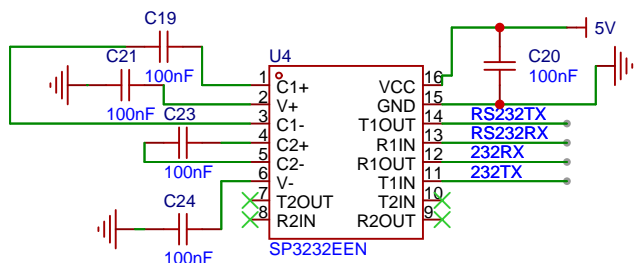 C19
100nF
C21
100nF
C23
100nF
C24
100nF
U4
1 C1+
2 V+
3 C1-
4 C2+
5 C2-
6 V-
7 T2OUT
8 R2IN
VCC 16
GND 15
T1OUT 14
R1IN 13
R1OUT 12
T1IN 11
T2IN 10
R2OUT 9
SP3232EEN
5V
C20
100nF
RS232TX
RS232RX
232RX
232TX